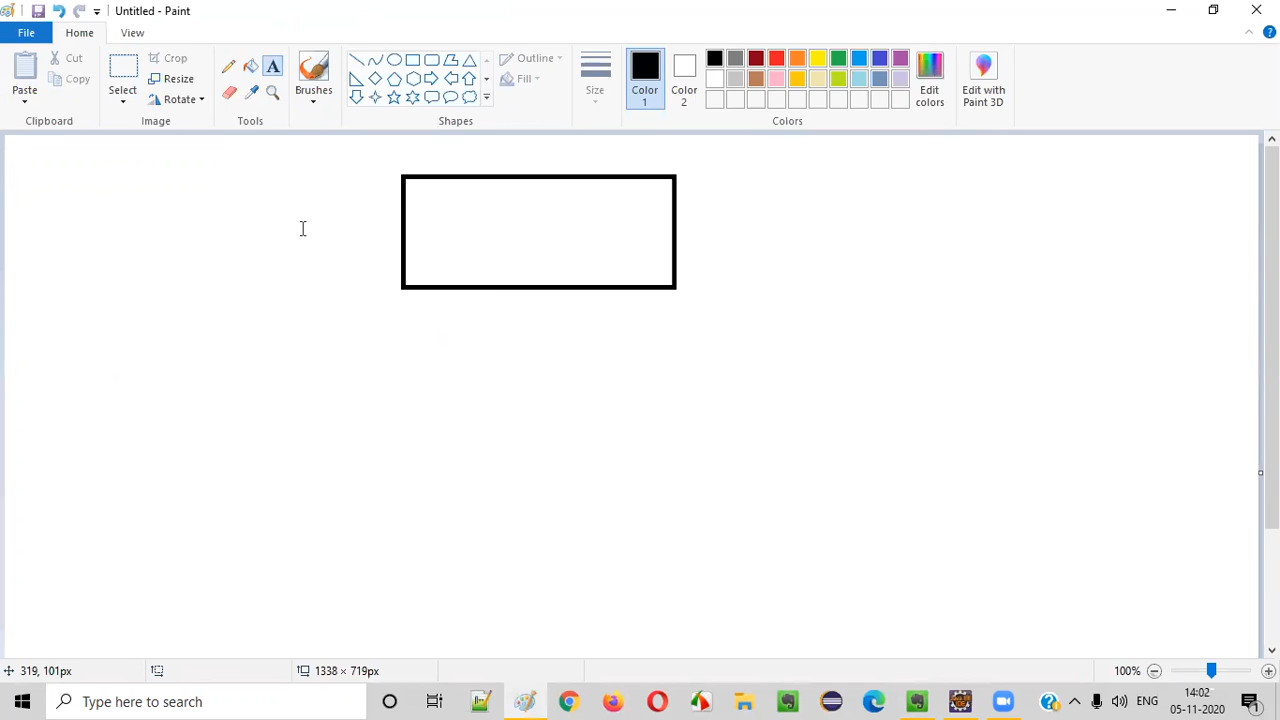 Untitled - Paint
File Home View
Paste
Cut
Copy
Clipboard
Select
Crop
Resize
Rotate
Image
A
Tools
Brushes
Shapes
Outline
Fill
Size
Color 1
Color 2
Edit colors
Colors
Edit with Paint 3D
319, 101px
1338 × 719px
100%
Type here to search
ENG
14:02
05-11-2020
1